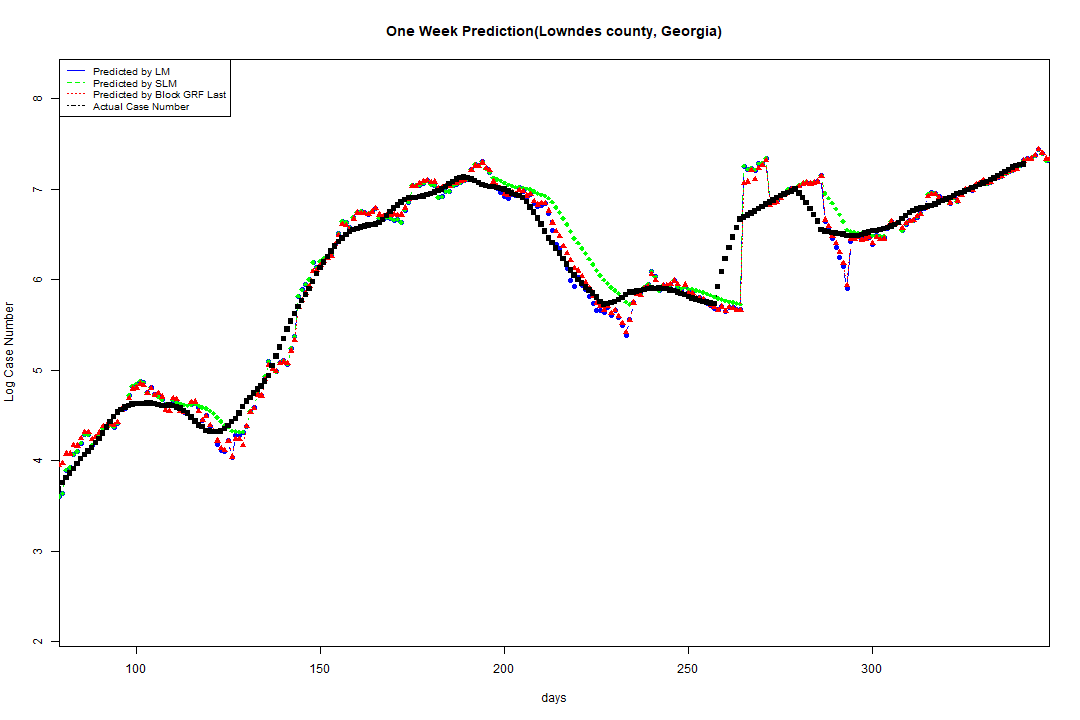 One Week Prediction(Lowndes county, Georgia)
Predicted by LM
Predicted by SLM
Predicted by Block GRF Last
Actual Case Number
8
7
6
5
4
3
2
Log Case Number
100 150 200 250 300
days